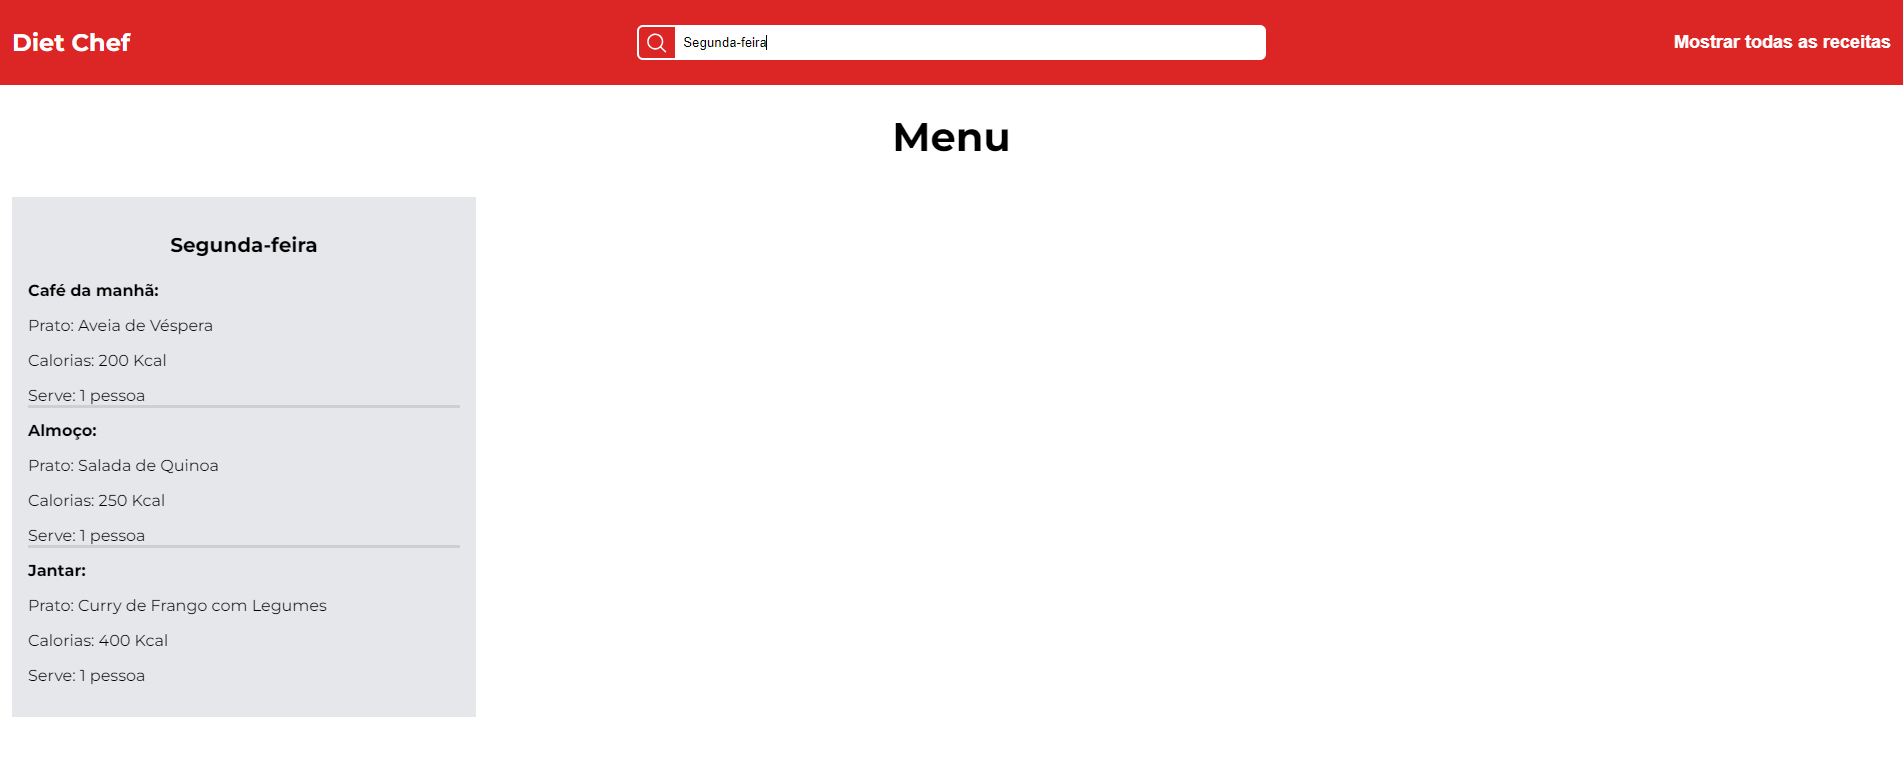 Diet Chef
Segunda-feira
Mostrar todas as receitas
Menu
Segunda-feira
Café da manhã:
Prato: Aveia de Véspera
Calorias: 200 Kcal
Serve: 1 pessoa
Almoço:
Prato: Salada de Quinoa
Calorias: 250 Kcal
Serve: 1 pessoa
Jantar:
Prato: Curry de Frango com Legumes
Calorias: 400 Kcal
Serve: 1 pessoa